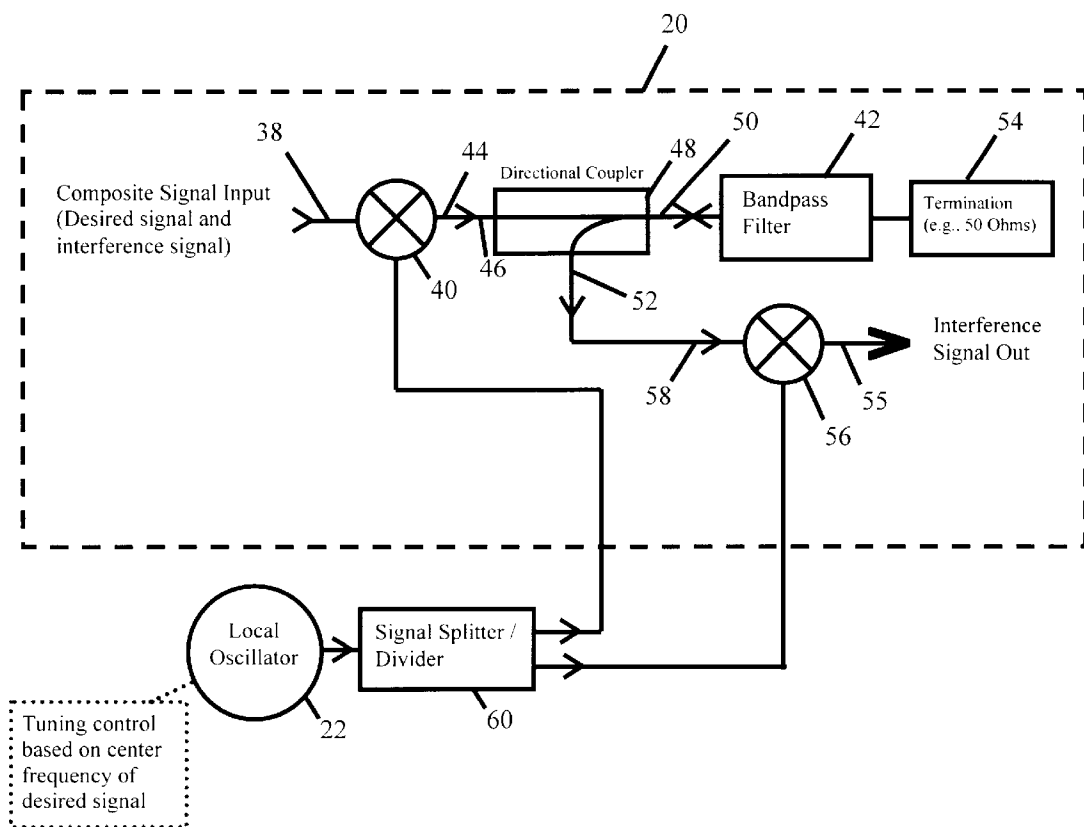 20
38
44
50
42
54
Directional Coupler
48
Composite Signal Input
(Desired signal and
interference signal)
Bandpass
Filter
Termination
(e.g.. 50 Ohms)
46
40
52
Interference
Signal Out
58
55
56
Local
Oscillator
Signal Splitter /
Divider
22
60
Tuning control
based on center
frequency of
desired signal